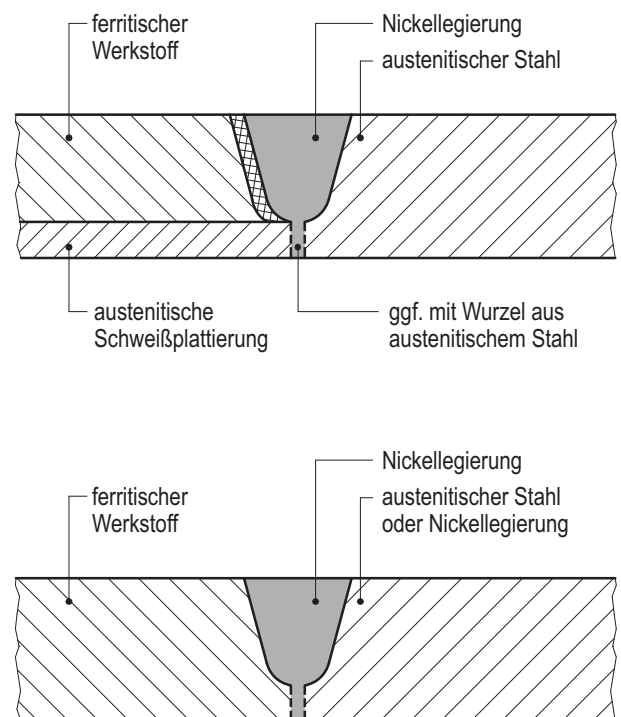 ferritischer
Werkstoff
Nickellegierung
austenitischer Stahl
austenitische
Schweißplattierung
ggf. mit Wurzel aus
austenitischem Stahl
ferritischer
Werkstoff
Nickellegierung
austenitischer Stahl
oder Nickellegierung